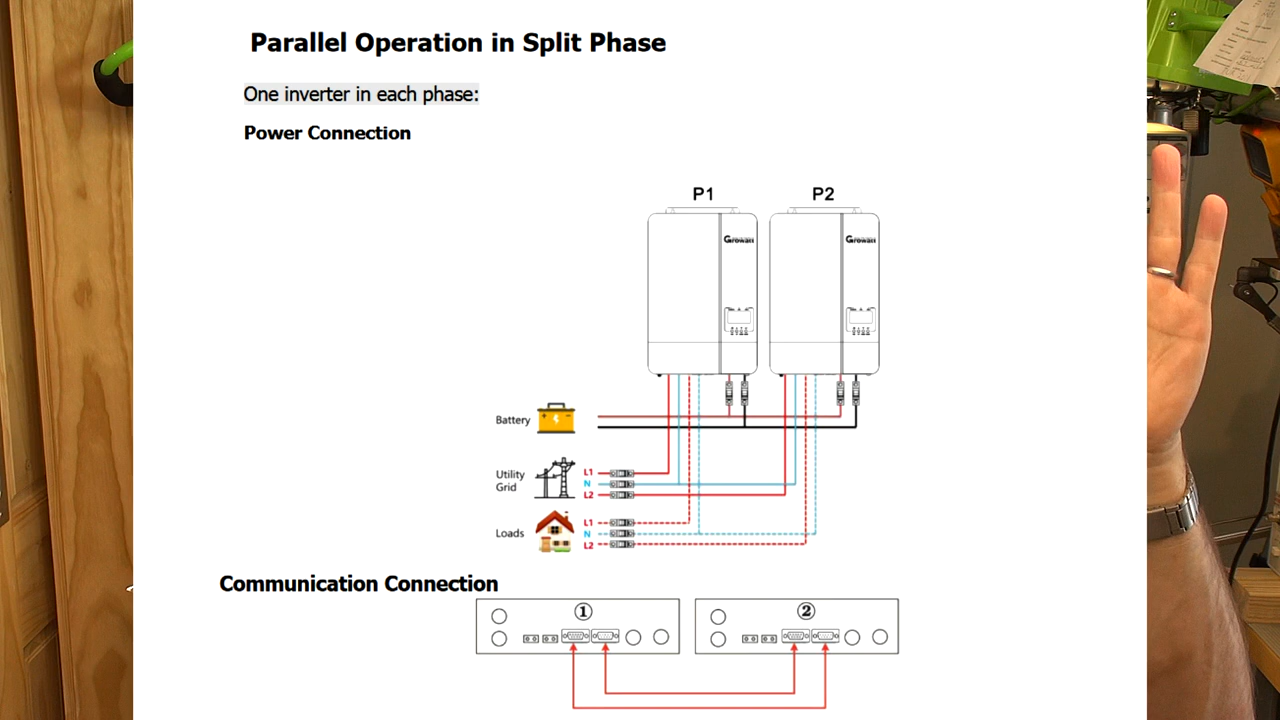 Parallel Operation in Split Phase
One inverter in each phase:
Power Connection
P1
P2
Growatt
Growatt
Battery
Utility
Grid
L1
N
L2
Loads
L1
N
L2
Communication Connection
1
2